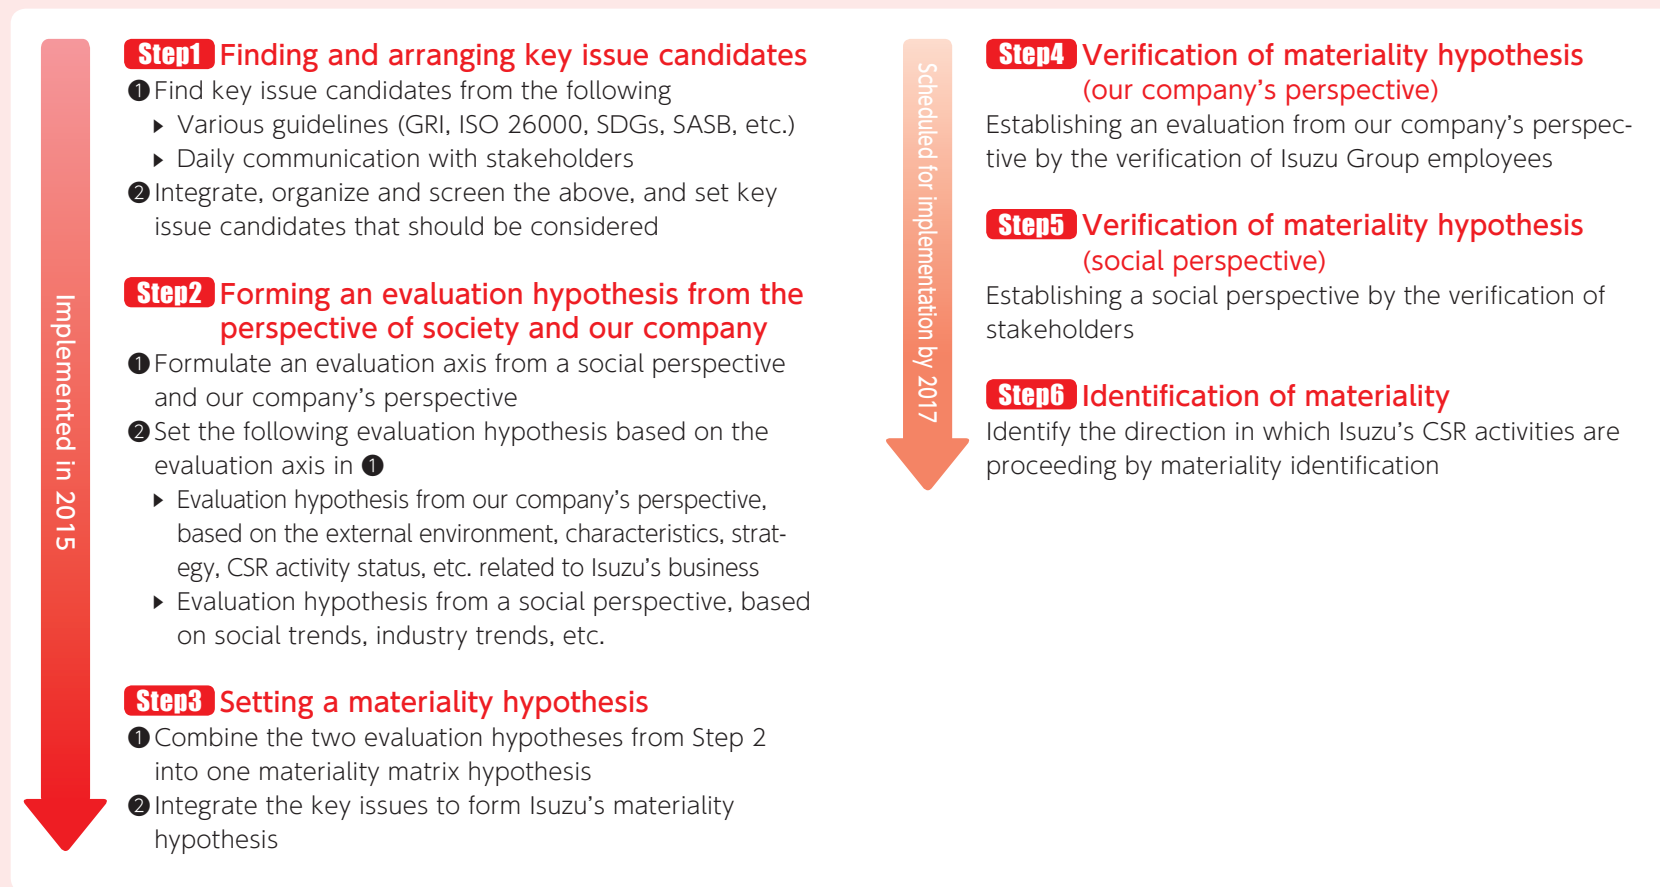 Implemented in 2015
Step1 Finding and arranging key issue candidates
❶Find key issue candidates from the following
▸ Various guidelines (GRI, ISO 26000, SDGs, SASB, etc.)
▸ Daily communication with stakeholders
❷Integrate, organize and screen the above, and set key
issue candidates that should be considered
Step2 Forming an evaluation hypothesis from the
perspective of society and our company
❶Formulate an evaluation axis from a social perspective
and our company’s perspective
❷Set the following evaluation hypothesis based on the
evaluation axis in ❶
▸ Evaluation hypothesis from our company’s perspective,
based on the external environment, characteristics, strat-
egy, CSR activity status, etc. related to Isuzu’s business
▸ Evaluation hypothesis from a social perspective, based
on social trends, industry trends, etc.
Step3 Setting a materiality hypothesis
❶Combine the two evaluation hypotheses from Step 2
into one materiality matrix hypothesis
❷Integrate the key issues to form Isuzu’s materiality
hypothesis
Scheduled for implementation by 2017
Step4 Verification of materiality hypothesis
(our company’s perspective)
Establishing an evaluation from our company’s perspec-
tive by the verification of Isuzu Group employees
Step5 Verification of materiality hypothesis
(social perspective)
Establishing a social perspective by the verification of
stakeholders
Step6 Identification of materiality
Identify the direction in which Isuzu’s CSR activities are
proceeding by materiality identification